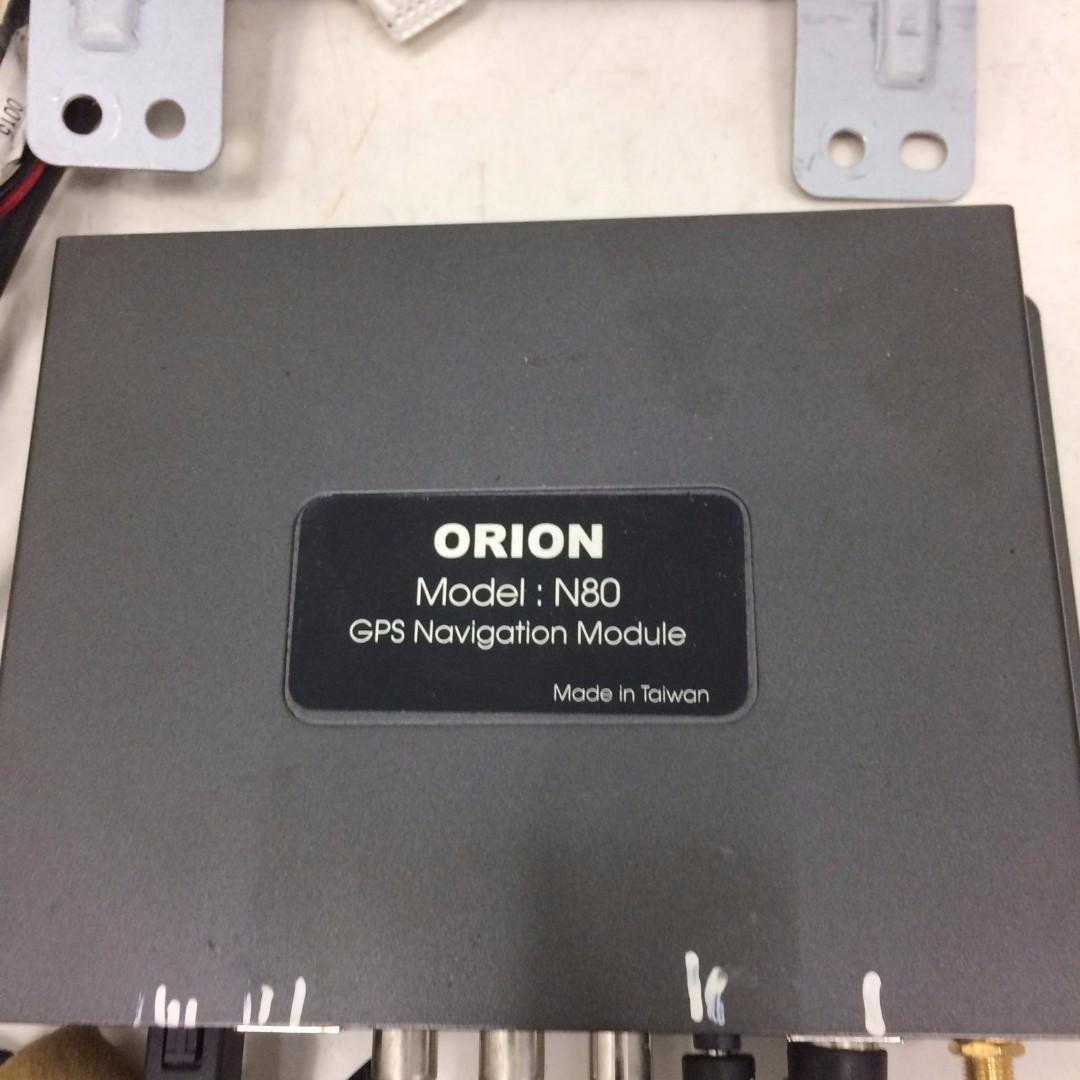 ORION
Model : N80
GPS Navigation Module
Made in Taiwan